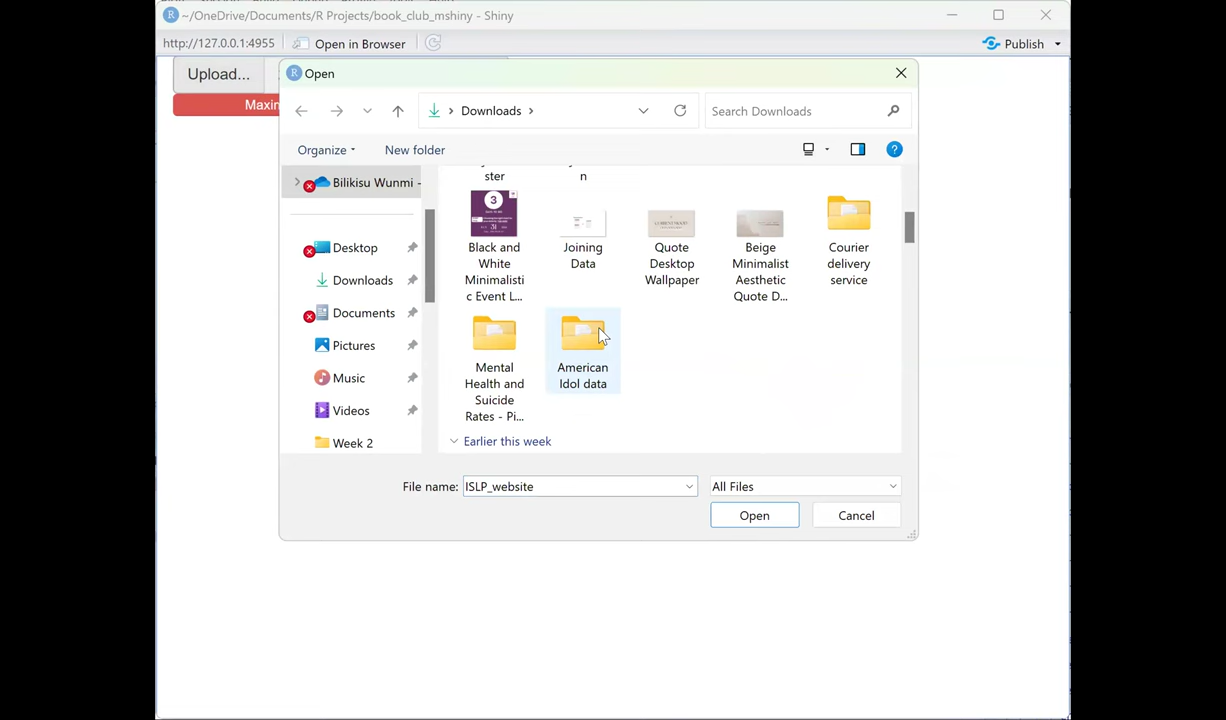 ~/OneDrive/Documents/R Projects/book_club_mshiny - Shiny
http://127.0.0.1:4955
Open in Browser
Publish
Upload...
Maxin
Open
Downloads
Search Downloads
Organize
New folder
Bilikisu Wunmi -
Desktop
Downloads
Documents
Pictures
Music
Videos
Week 2
ster
n
3
Black and
White
Minimalisti
c Event L...
Joining
Data
Quote
Desktop
Wallpaper
Beige
Minimalist
Aesthetic
Quote D...
Courier
delivery
service
Mental
Health and
Suicide
Rates - Pi...
American
Idol data
Earlier this week
File name:
ISLP_website
All Files
Open
Cancel